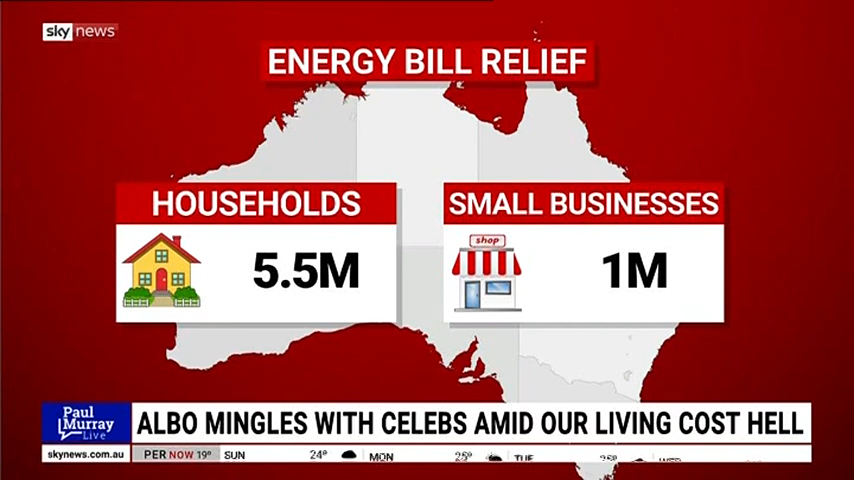 sky news
ENERGY BILL RELIEF
HOUSEHOLDS
5.5M
SMALL BUSINESSES
shop
1M
Paul
Murray
Live
ALBO MINGLES WITH CELEBS AMID OUR LIVING COST HELL
skynews.com.au PER NOW 19° SUN 24° MON 25° TUE 25°